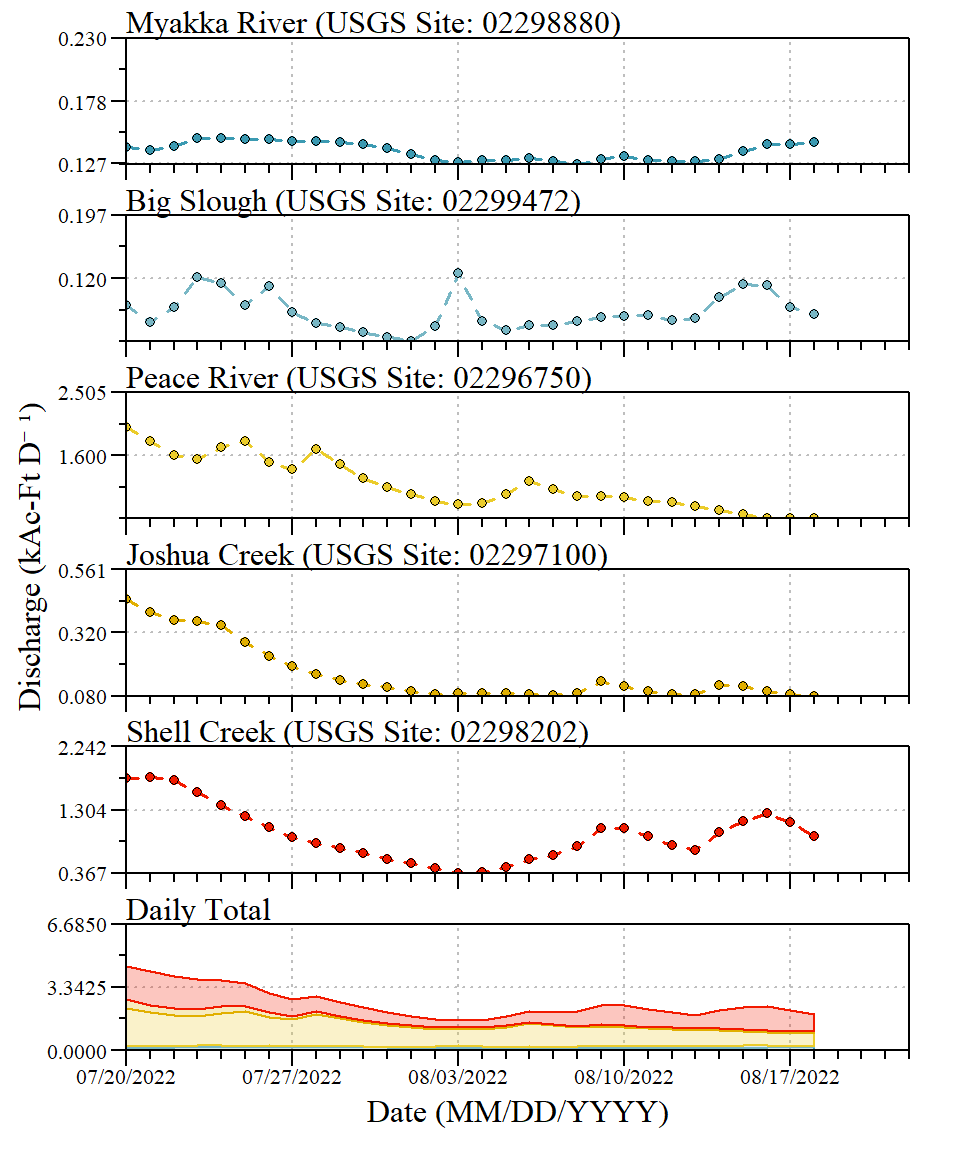 Myakka River (USGS Site: 02298880)
0.230
0.178
0.127
Big Slough (USGS Site: 02299472)
0.197
0.120
Peace River (USGS Site: 02296750)
2.505
1.600
Joshua Creek (USGS Site: 02297100)
0.561
0.320
0.080
Shell Creek (USGS Site: 02298202)
2.242
1.304
0.367
Daily Total
6.6850
3.3425
0.0000
07/20/2022 07/27/2022 08/03/2022 08/10/2022 08/17/2022
Date (MM/DD/YYYY)
Discharge (kAc-Ft D⁻¹)